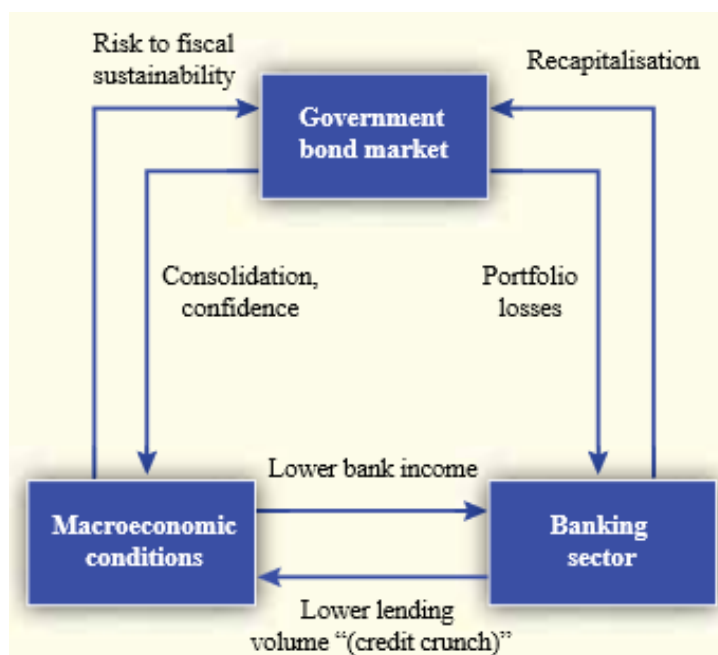 Risk to fiscal
sustainability
Recapitalisation
Government
bond market
Consolidation,
confidence
Portfolio
losses
Lower bank income
Macroeconomic
conditions
Banking
sector
Lower lending
volume “(credit crunch)”